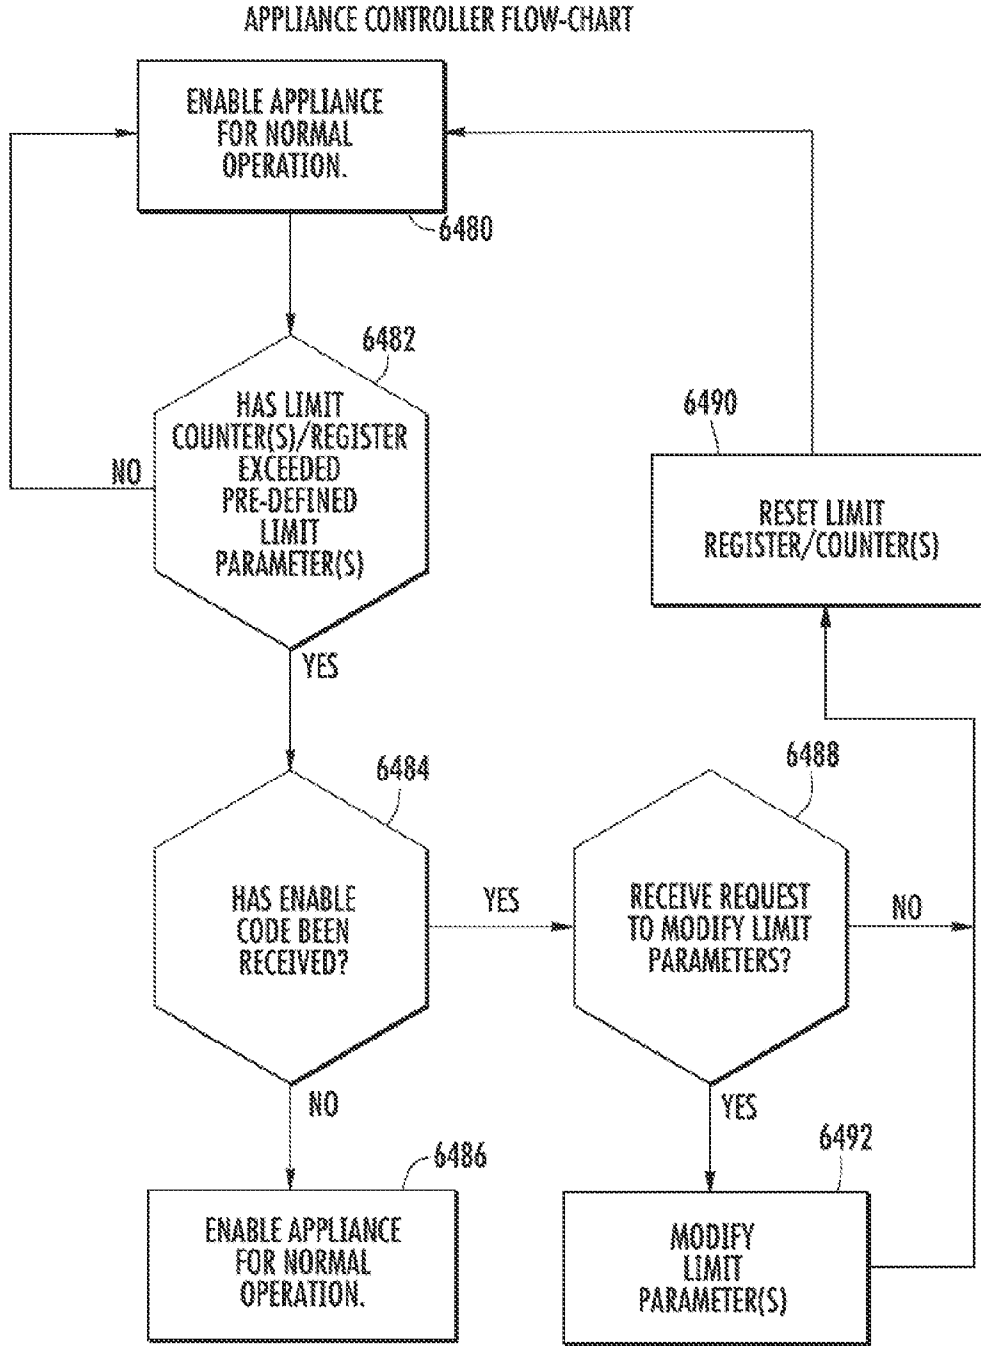 APPLIANCE CONTROLLER FLOW-CHART
ENABLE APPLIANCE
FOR NORMAL
OPERATION.
6480
6482
HAS LIMIT
COUNTER(S)/REGISTER
EXCEEDED
PRE-DEFINED
LIMIT
PARAMETER(S)
NO
YES
6490
RESET LIMIT
REGISTER/COUNTER(S)
6484
HAS ENABLE
CODE BEEN
RECEIVED?
YES
NO
6488
RECEIVE REQUEST
TO MODIFY LIMIT
PARAMETERS?
NO
YES
6486
ENABLE APPLIANCE
FOR NORMAL
OPERATION.
6492
MODIFY
LIMIT
PARAMETER(S)